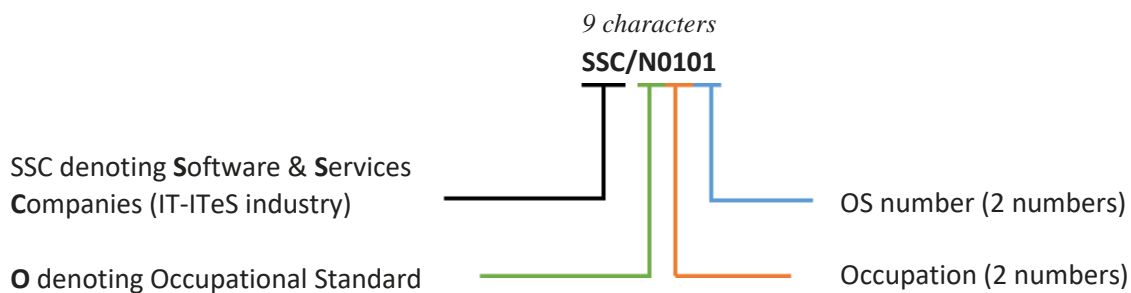 9 characters
SSC/N0101
SSC denoting Software & Services
Companies (IT-ITeS industry)
OS number (2 numbers)
O denoting Occupational Standard
Occupation (2 numbers)